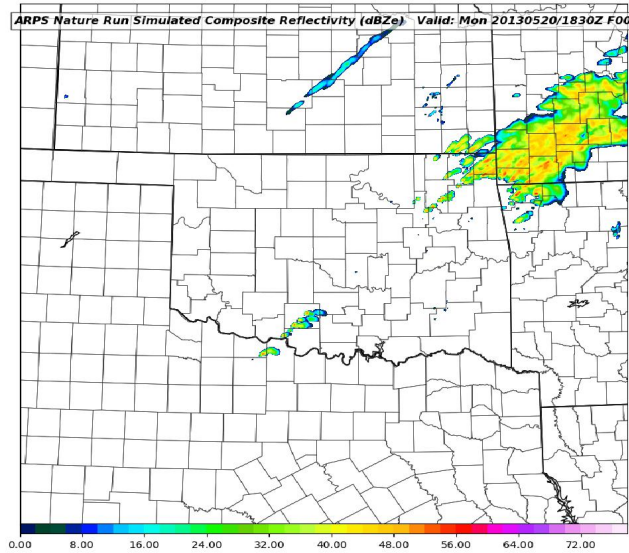 ARPS Nature Run Simulated Composite Reflectivity (dBZe) Valid: Mon 20130520/1830Z F00
0.00 8.00 16.00 24.00 32.00 40.00 48.00 56.00 64.00 72.00